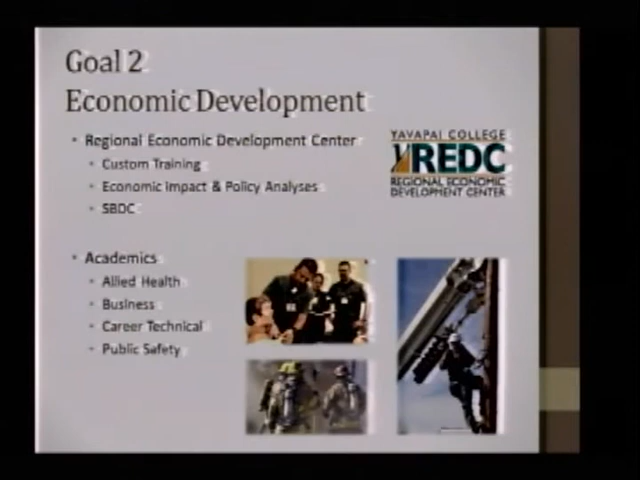 Goal 2
Economic Development
• Regional Economic Development Center
• Custom Training
• Economic Impact & Policy Analyses
• SBDC
• Academics
• Allied Health
• Business
• Career Technical
• Public Safety
YAVAPAI COLLEGE
REDC
REGIONAL ECONOMIC
DEVELOPMENT CENTER